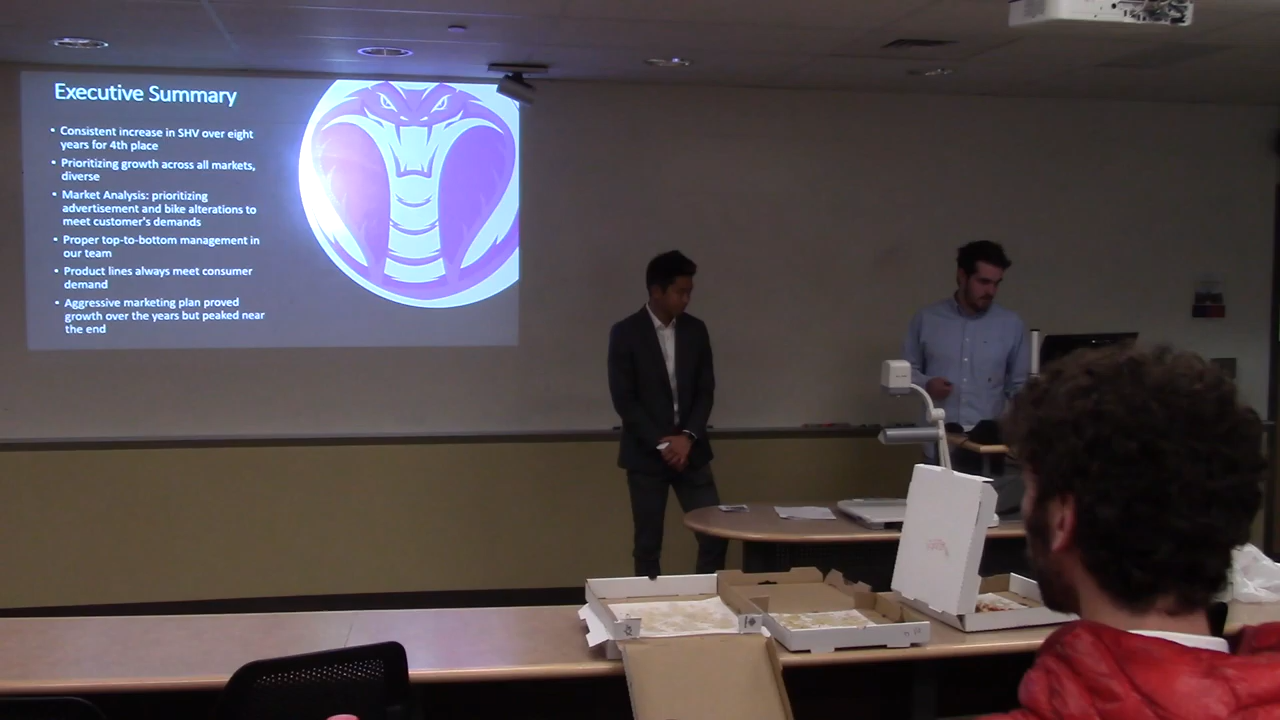 Executive Summary
• Consistent increase in SHV over eight
years for 4th place
• Prioritizing growth across all markets,
diverse
• Market Analysis: prioritizing
advertisement and bike alterations to
meet customer's demands
• Proper top-to-bottom management in
our team
• Product lines always meet consumer
demand
• Aggressive marketing plan proved
growth over the years but peaked near
the end